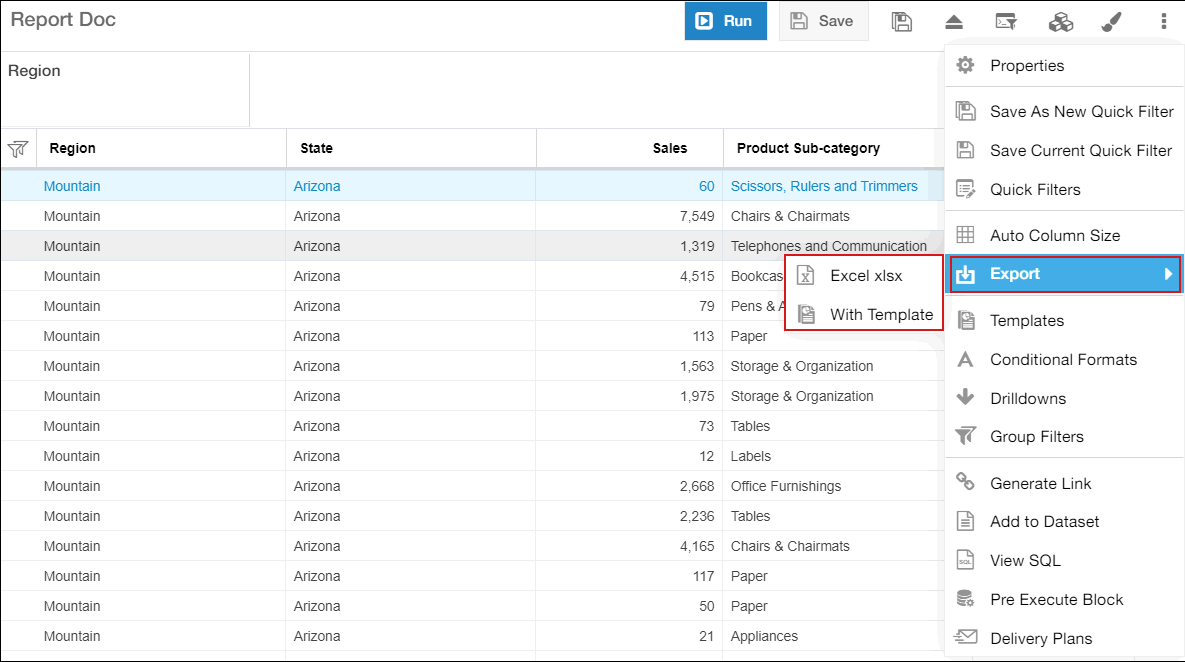 Report Doc Run Save
Region
Region State Sales Product Sub-category
Mountain Arizona 60 Scissors, Rulers and Trimmers
Mountain Arizona 7,549 Chairs & Chairmats
Mountain Arizona 1,319 Telephones and Communication
Mountain Arizona 4,515 Bookcas
Mountain Arizona 79 Pens & A
Mountain Arizona 113 Paper
Mountain Arizona 1,563 Storage & Organization
Mountain Arizona 1,975 Storage & Organization
Mountain Arizona 73 Tables
Mountain Arizona 12 Labels
Mountain Arizona 2,668 Office Furnishings
Mountain Arizona 2,236 Tables
Mountain Arizona 4,165 Chairs & Chairmats
Mountain Arizona 117 Paper
Mountain Arizona 50 Paper
Mountain Arizona 21 Appliances
Excel xlsx
With Template
Properties
Save As New Quick Filter
Save Current Quick Filter
Quick Filters
Auto Column Size
Export
Templates
Conditional Formats
Drilldowns
Group Filters
Generate Link
Add to Dataset
View SQL
Pre Execute Block
Delivery Plans